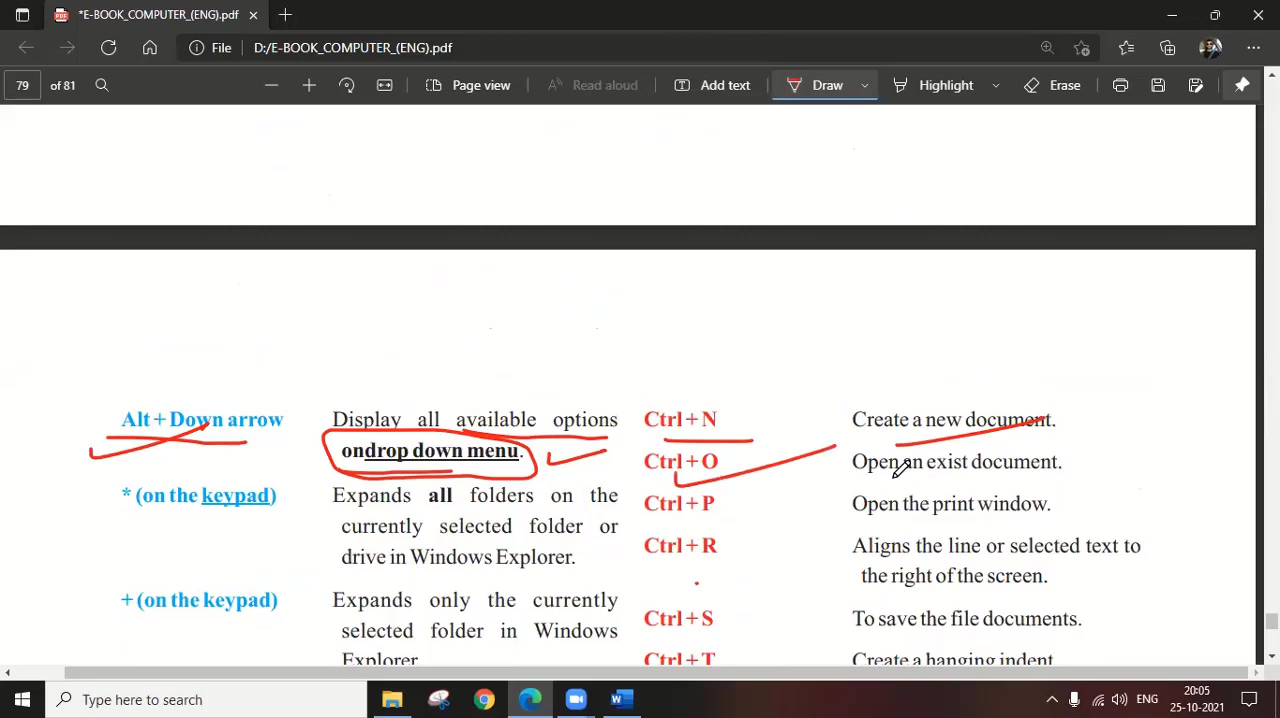 *E-BOOK_COMPUTER_(ENG).pdf
File D:/E-BOOK_COMPUTER_(ENG).pdf
79 of 81 Page view Read aloud Add text Draw Highlight Erase
Alt + Down arrow Display all available options
ondrop down menu.
* (on the keypad) Expands all folders on the
currently selected folder or
drive in Windows Explorer.
+ (on the keypad) Expands only the currently
selected folder in Windows
Explorer
Ctrl + N Create a new document.
Ctrl + O Open an exist document.
Ctrl + P Open the print window.
Ctrl + R Aligns the line or selected text to
the right of the screen.
Ctrl + S To save the file documents.
Ctrl + T Create a hanging indent
Type here to search
ENG
20:05
25-10-2021